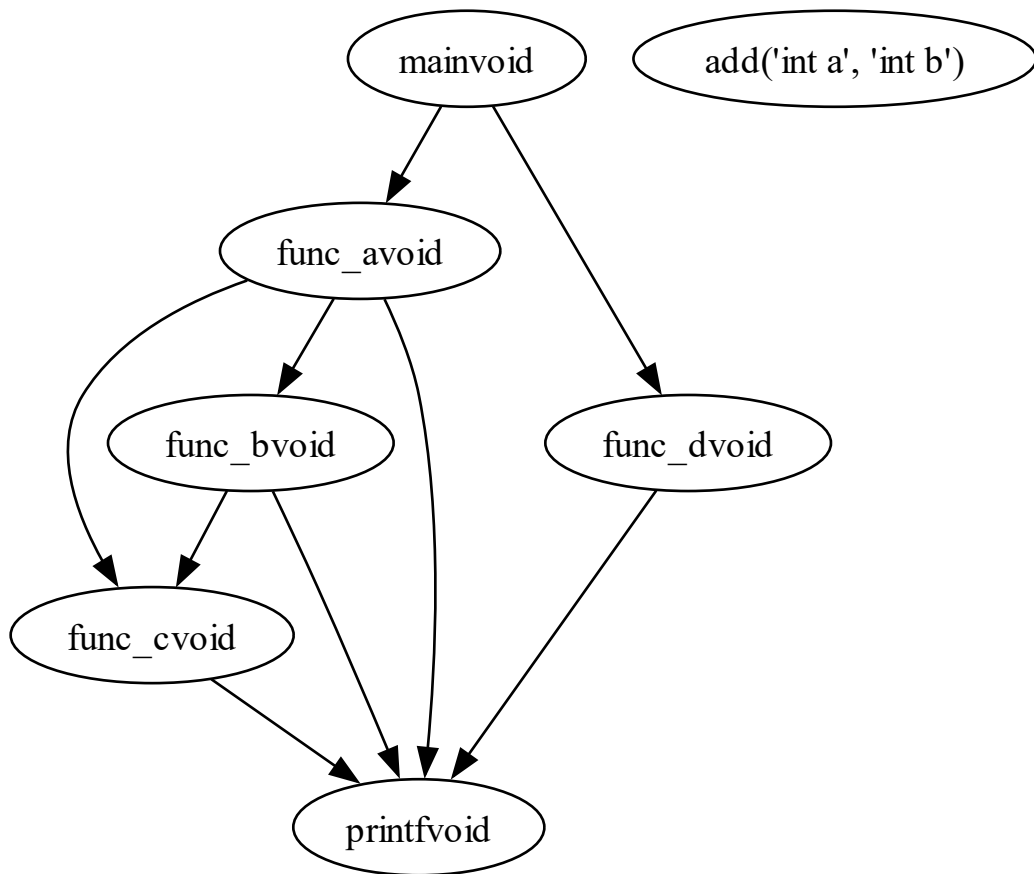 mainvoid
add('int a', 'int b')
func_avoid
func_bvoid
func_dvoid
func_cvoid
printfvoid